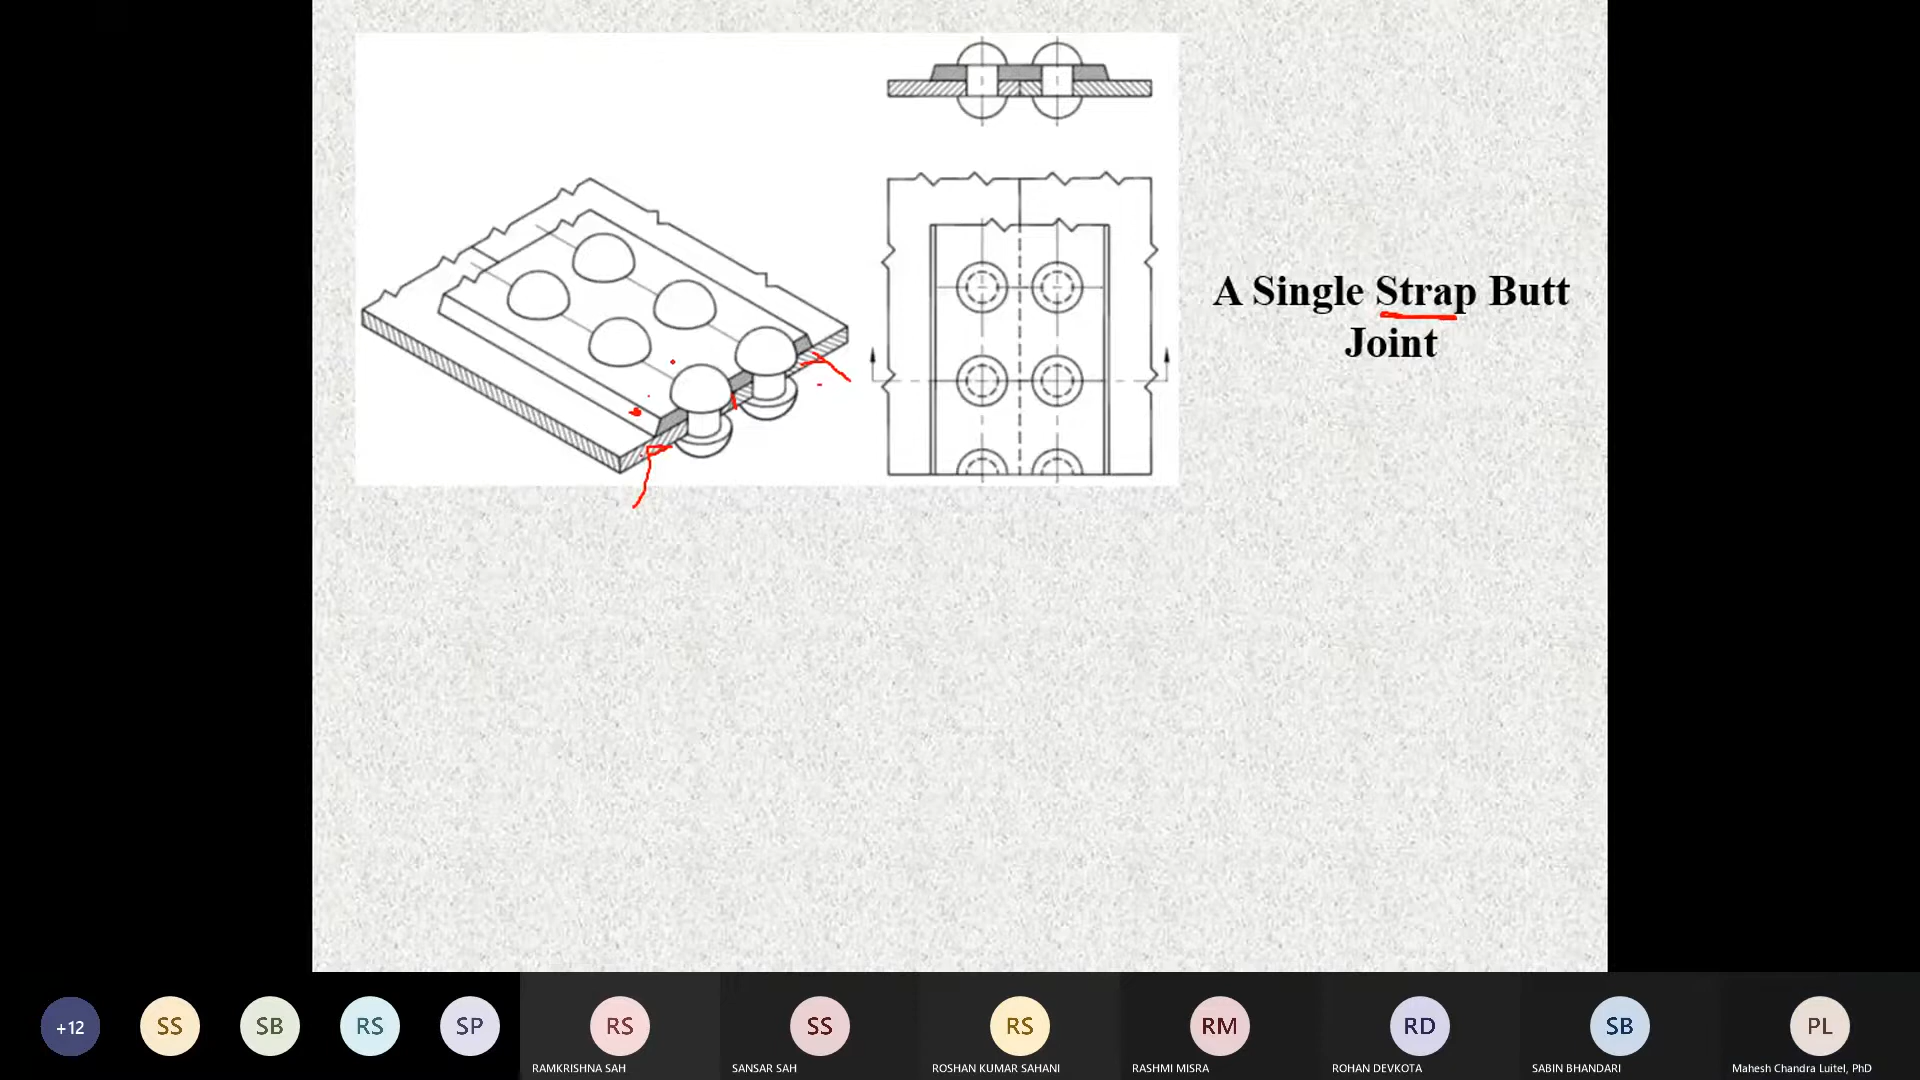 A Single Strap Butt
Joint
+12
SS
SB
RS
SP
RS
SS
RS
RM
RD
SB
PL
RAMKRISHNA SAH
SANSAR SAH
ROSHAN KUMAR SAHANI
RASHMI MISRA
ROHAN DEVKOTA
SABIN BHANDARI
Mahesh Chandra Luitel, PhD